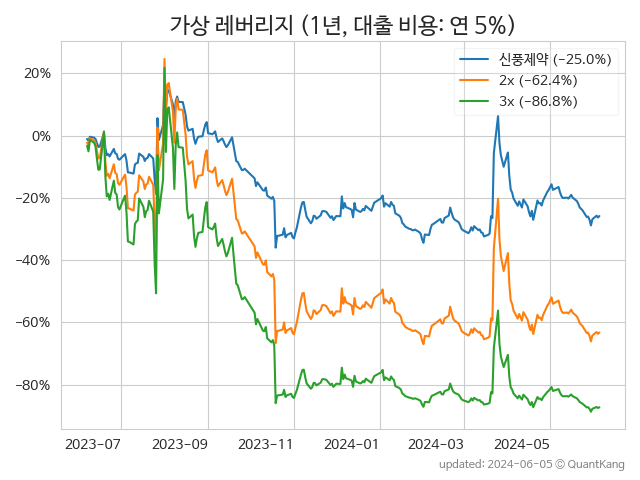 가상 레버리지 (1년, 대출 비용: 연 5%)
신풍제약 (−25.0%)
2x (−62.4%)
3x (−86.8%)
20%
0%
−20%
−40%
−60%
−80%
2023-07 2023-09 2023-11 2024-01 2024-03 2024-05
updated: 2024-06-05 © QuantKang